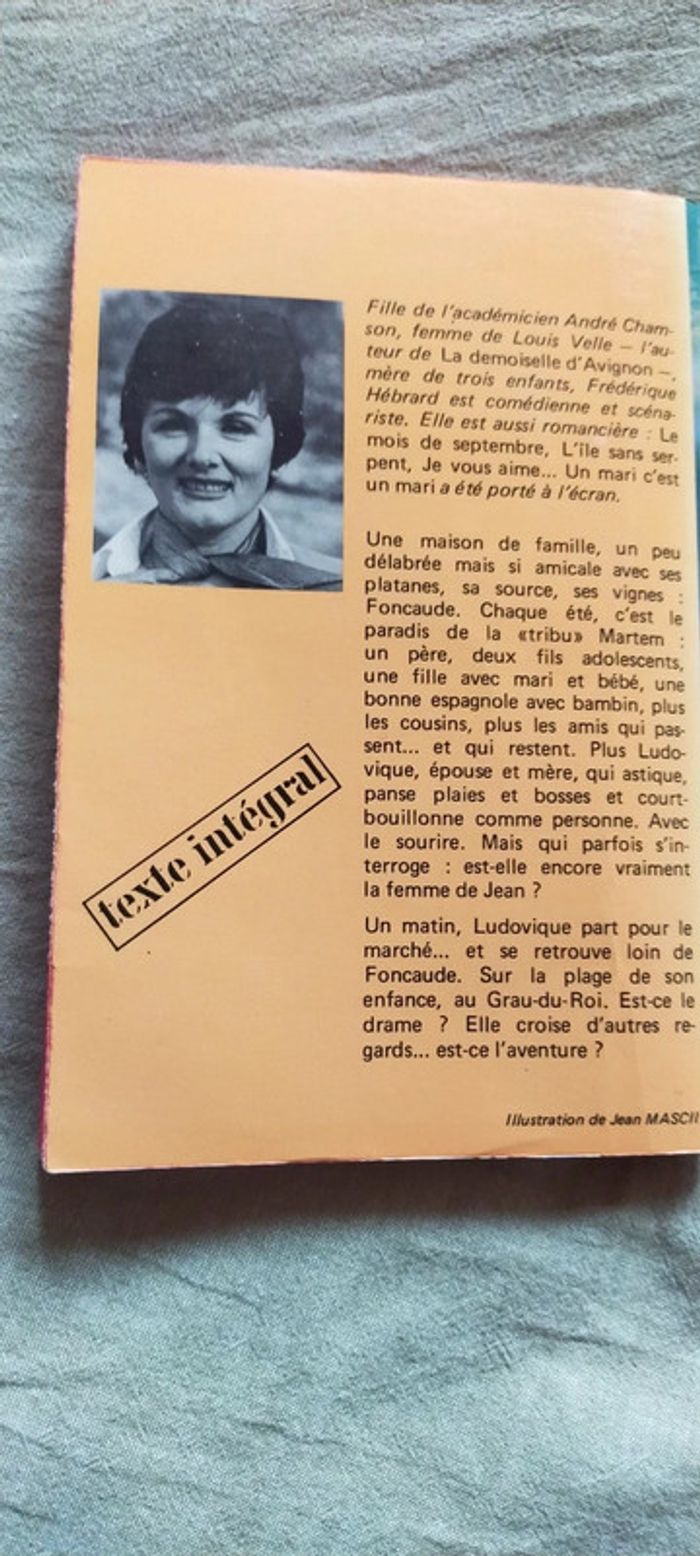 Fille de l'académicien André Cham-
son, femme de Louis Velle — l'au-
teur de La demoiselle d'Avignon —,
mère de trois enfants, Frédérique
Hébrard est comédienne et scéna-
riste. Elle est aussi romancière : Le
mois de septembre, L'île sans ser-
pent, Je vous aime... Un mari c'est
un mari a été porté à l'écran.
Une maison de famille, un peu
délabrée mais si amicale avec ses
platanes, sa source, ses vignes :
Foncaude. Chaque été, c'est le
paradis de la «tribu» Martem :
un père, deux fils adolescents,
une fille avec mari et bébé, une
bonne espagnole avec bambin, plus
les cousins, plus les amis qui pas-
sent... et qui restent. Plus Ludo-
vique, épouse et mère, qui astique,
panse plaies et bosses et court-
bouillonne comme personne. Avec
le sourire. Mais qui parfois s'in-
terroge : est-elle encore vraiment
la femme de Jean ?
Un matin, Ludovique part pour le
marché... et se retrouve loin de
Foncaude. Sur la plage de son
enfance, au Grau-du-Roi. Est-ce le
drame ? Elle croise d'autres re-
gards... est-ce l'aventure ?
texte intégral
Illustration de Jean MASCII